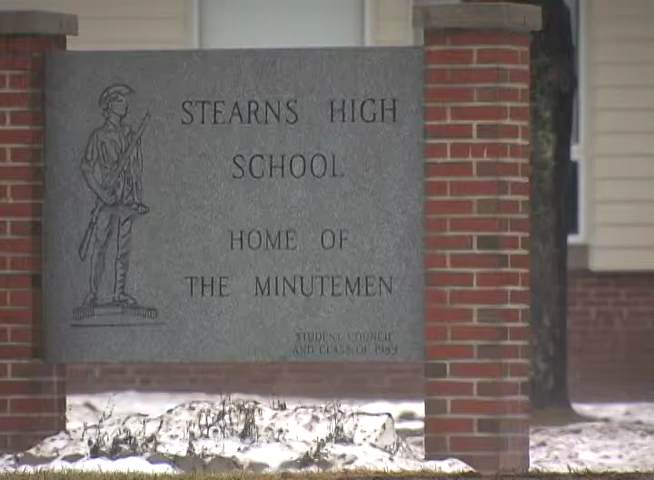 STEARNS HIGH
SCHOOL
HOME OF
THE MINUTEMEN
STUDENT COUNCIL
AND CLASS OF